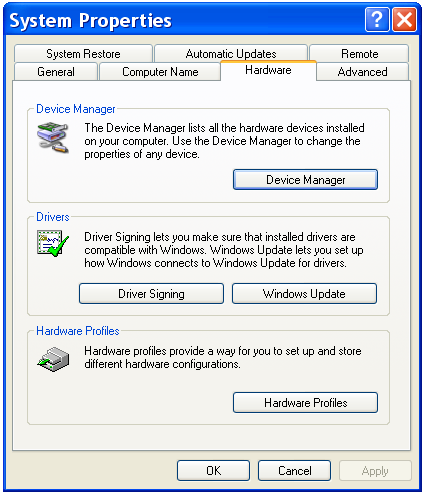 System Properties
System Restore Automatic Updates Remote
General Computer Name Hardware Advanced
Device Manager
The Device Manager lists all the hardware devices installed
on your computer. Use the Device Manager to change the
properties of any device.
Device Manager
Drivers
Driver Signing lets you make sure that installed drivers are
compatible with Windows. Windows Update lets you set up
how Windows connects to Windows Update for drivers.
Driver Signing Windows Update
Hardware Profiles
Hardware profiles provide a way for you to set up and store
different hardware configurations.
Hardware Profiles
OK Cancel Apply